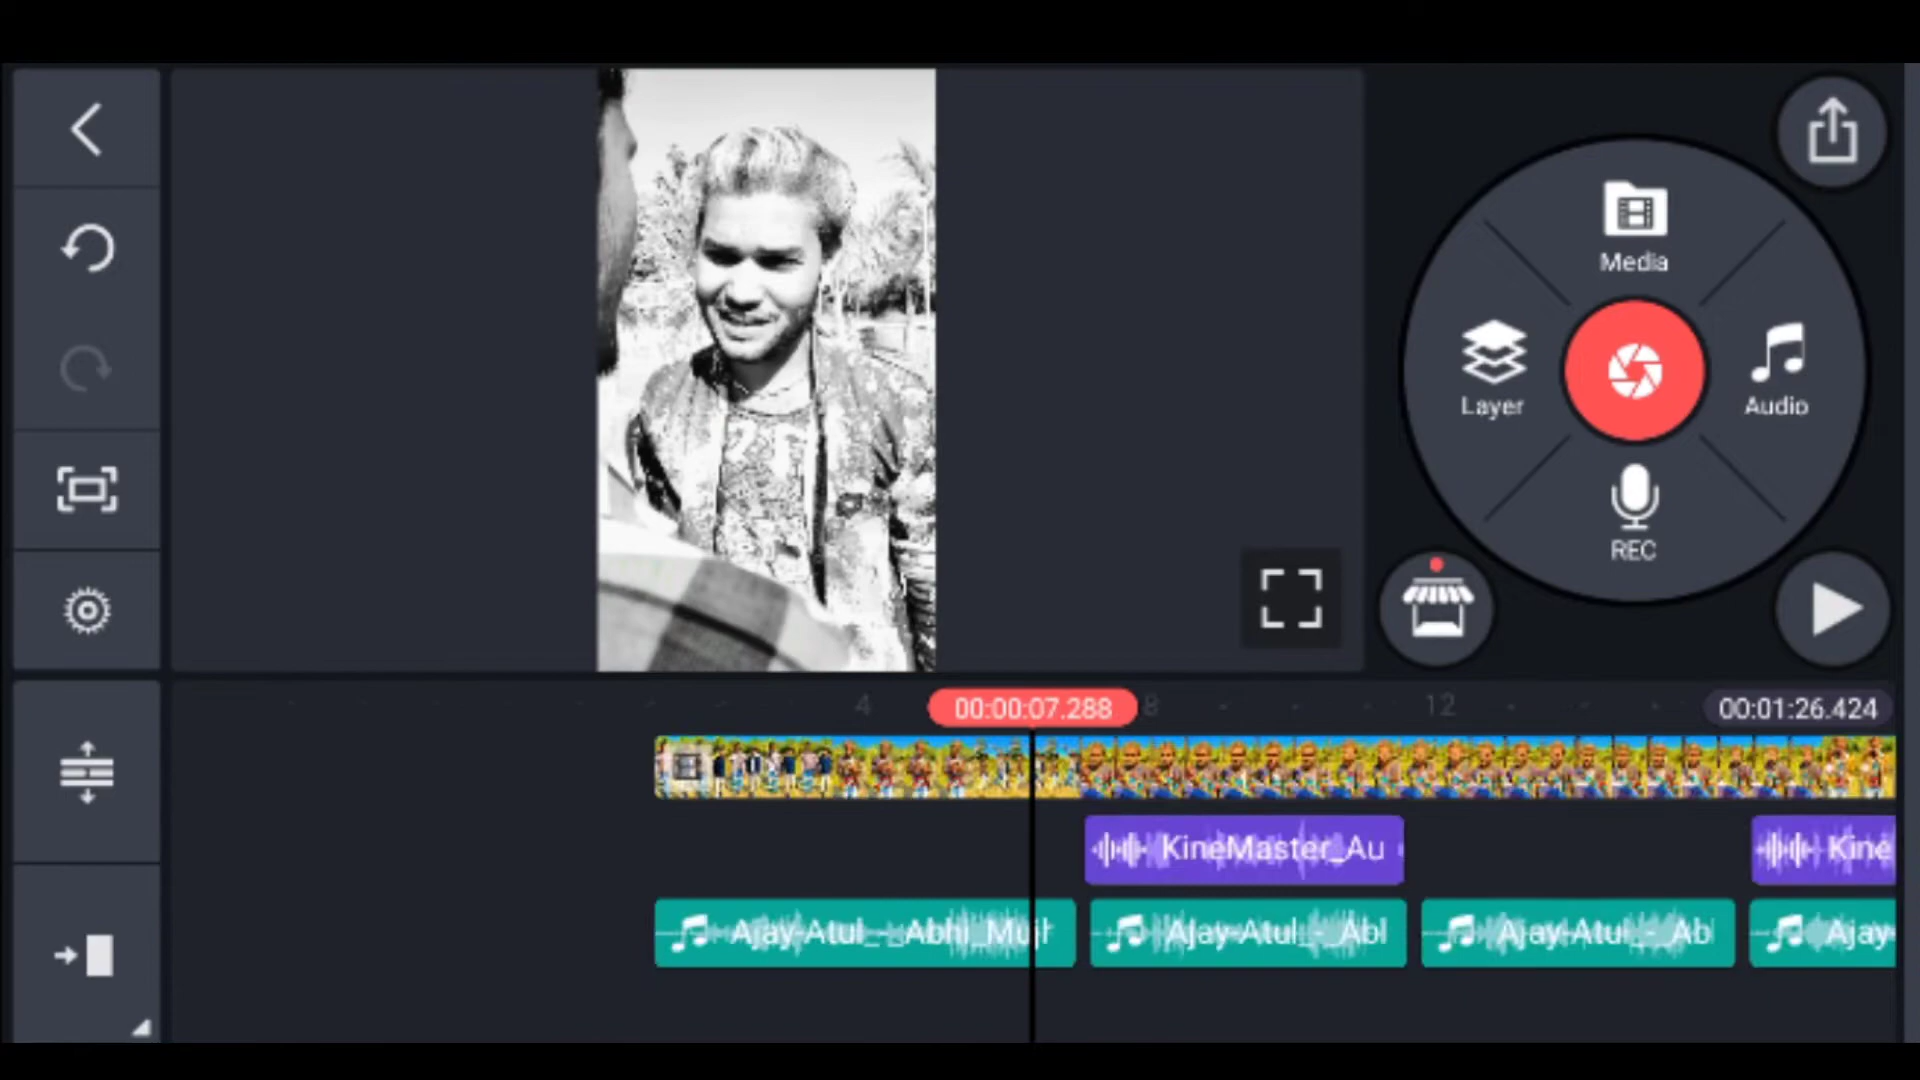 Media
Layer
Audio
REC
4
00:00:07.288
8
12
00:01:26.424
KineMaster_Au
Kine
Ajay-Atul_-_Abhi_Mujh
Ajay-Atul_-_Abl
Ajay-Atul_-_Ab
Ajay-